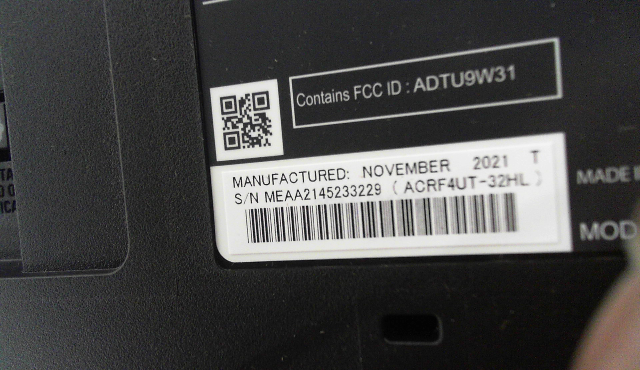 Contains FCC ID : ADTU9W31
MANUFACTURED: NOVEMBER 2021 T
S/N MEAA2145233229 ( ACRF4UT-32HL )
MADE
MOD